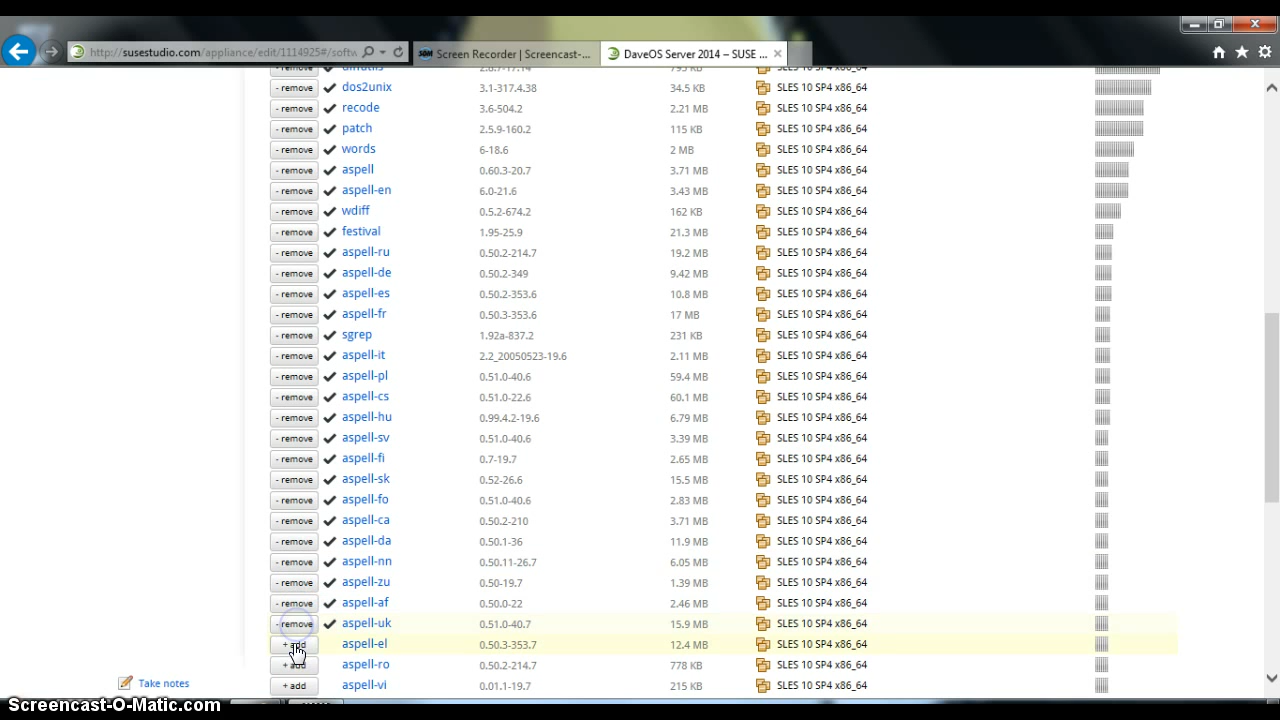 http://susestudio.com/appliance/edit/1114925#/softw
Screen Recorder | Screencast-...
DaveOS Server 2014 – SUSE ...
- remove dos2unix 3.1-317.4.38 34.5 KB SLES 10 SP4 x86_64
- remove recode 3.6-504.2 2.21 MB SLES 10 SP4 x86_64
- remove patch 2.5.9-160.2 115 KB SLES 10 SP4 x86_64
- remove words 6-18.6 2 MB SLES 10 SP4 x86_64
- remove aspell 0.60.3-20.7 3.71 MB SLES 10 SP4 x86_64
- remove aspell-en 6.0-21.6 3.43 MB SLES 10 SP4 x86_64
- remove wdiff 0.5.2-674.2 162 KB SLES 10 SP4 x86_64
- remove festival 1.95-25.9 21.3 MB SLES 10 SP4 x86_64
- remove aspell-ru 0.50.2-214.7 19.2 MB SLES 10 SP4 x86_64
- remove aspell-de 0.50.2-349 9.42 MB SLES 10 SP4 x86_64
- remove aspell-es 0.50.2-353.6 10.8 MB SLES 10 SP4 x86_64
- remove aspell-fr 0.50.3-353.6 17 MB SLES 10 SP4 x86_64
- remove sgrep 1.92a-837.2 231 KB SLES 10 SP4 x86_64
- remove aspell-it 2.2_20050523-19.6 2.11 MB SLES 10 SP4 x86_64
- remove aspell-pl 0.51.0-40.6 59.4 MB SLES 10 SP4 x86_64
- remove aspell-cs 0.51.0-22.6 60.1 MB SLES 10 SP4 x86_64
- remove aspell-hu 0.99.4.2-19.6 6.79 MB SLES 10 SP4 x86_64
- remove aspell-sv 0.51.0-40.6 3.39 MB SLES 10 SP4 x86_64
- remove aspell-fi 0.7-19.7 2.65 MB SLES 10 SP4 x86_64
- remove aspell-sk 0.52-26.6 15.5 MB SLES 10 SP4 x86_64
- remove aspell-fo 0.51.0-40.6 2.83 MB SLES 10 SP4 x86_64
- remove aspell-ca 0.50.2-210 3.71 MB SLES 10 SP4 x86_64
- remove aspell-da 0.50.1-36 11.9 MB SLES 10 SP4 x86_64
- remove aspell-nn 0.50.11-26.7 6.05 MB SLES 10 SP4 x86_64
- remove aspell-zu 0.50-19.7 1.39 MB SLES 10 SP4 x86_64
- remove aspell-af 0.50.0-22 2.46 MB SLES 10 SP4 x86_64
- remove aspell-uk 0.51.0-40.7 15.9 MB SLES 10 SP4 x86_64
+ add aspell-el 0.50.3-353.7 12.4 MB SLES 10 SP4 x86_64
+ add aspell-ro 0.50.2-214.7 778 KB SLES 10 SP4 x86_64
+ add aspell-vi 0.01.1-19.7 215 KB SLES 10 SP4 x86_64
Take notes
Screencast-O-Matic.com